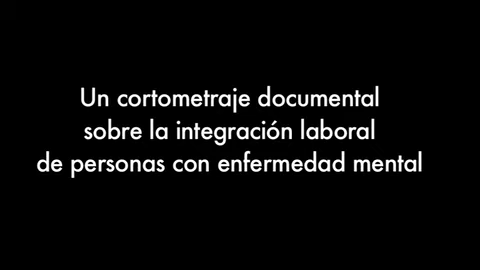 Un cortometraje documental
sobre la integración laboral
de personas con enfermedad mental